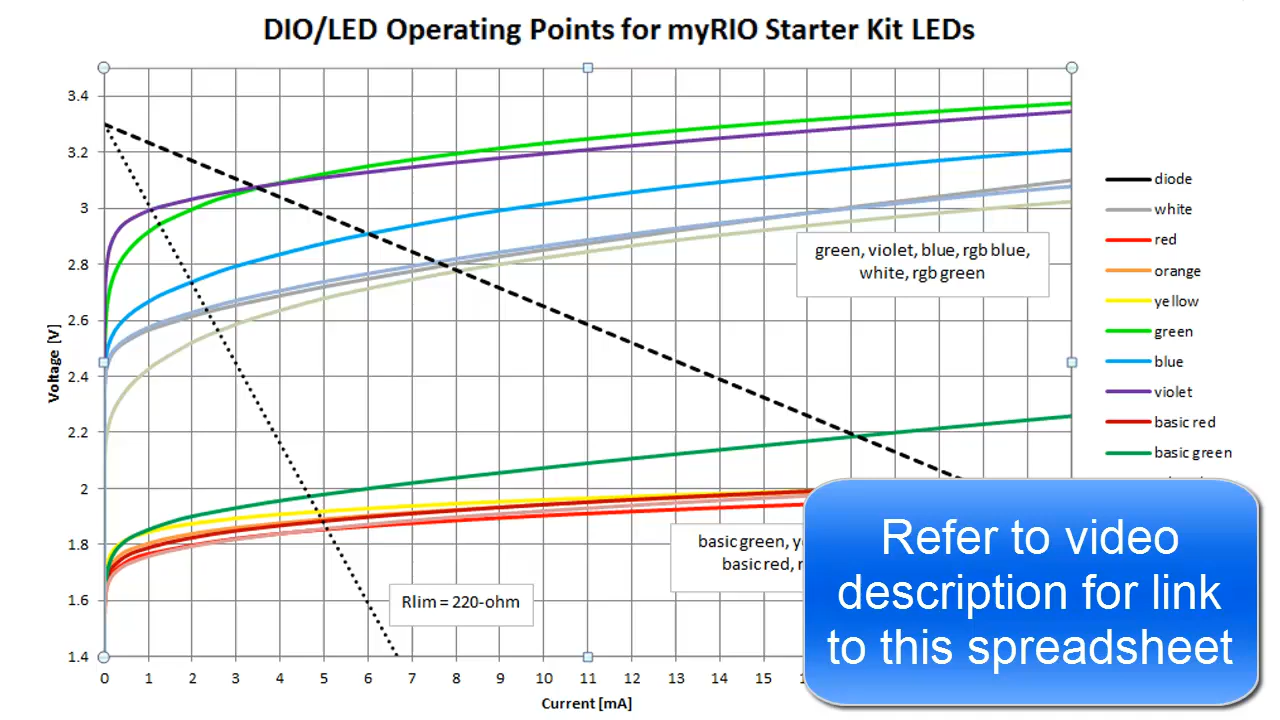 DIO/LED Operating Points for myRIO Starter Kit LEDs
3.4
3.2
3
2.8
2.6
2.4
2.2
2
1.8
1.6
1.4
Voltage [V]
0 1 2 3 4 5 6 7 8 9 10 11 12 13 14 15
Current [mA]
green, violet, blue, rgb blue,
white, rgb green
basic green,
basic red,
Rlim = 220-ohm
diode
white
red
orange
yellow
green
blue
violet
basic red
basic green
Refer to video
description for link
to this spreadsheet